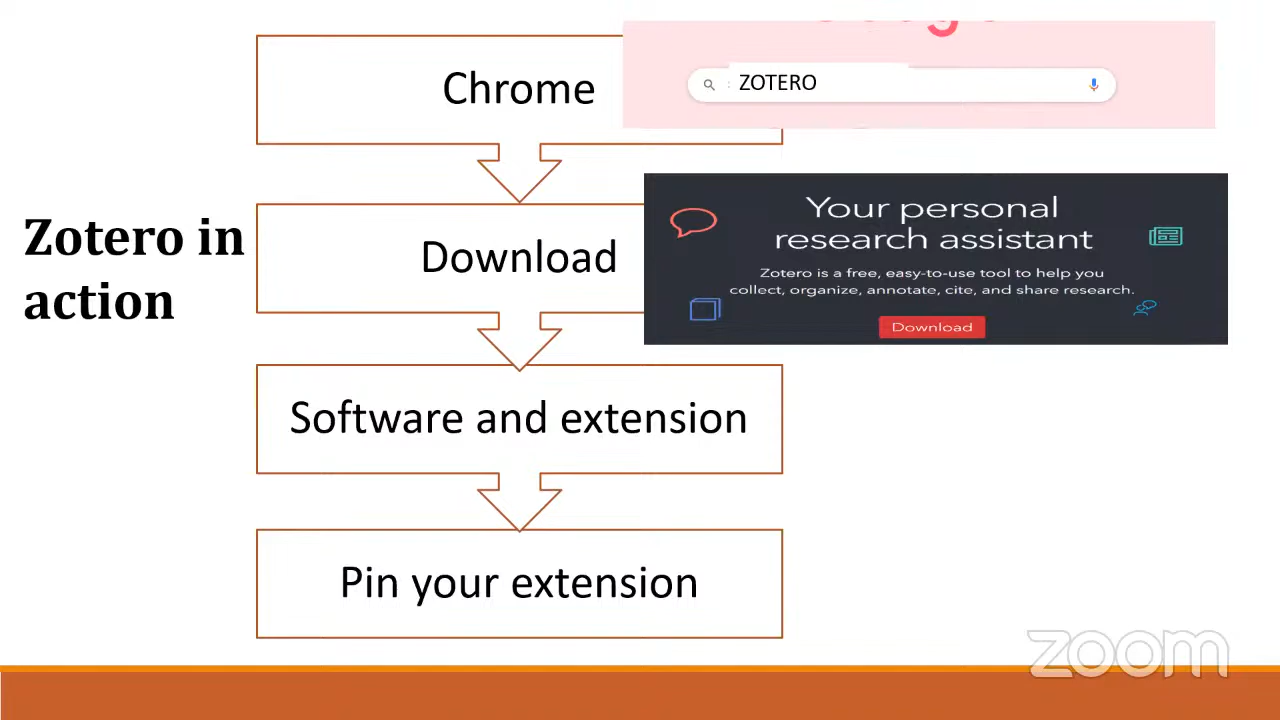 Zotero in
action
Chrome
ZOTERO
Download
Your personal
research assistant
Zotero is a free, easy-to-use tool to help you
collect, organize, annotate, cite, and share research.
Download
Software and extension
Pin your extension
zoom